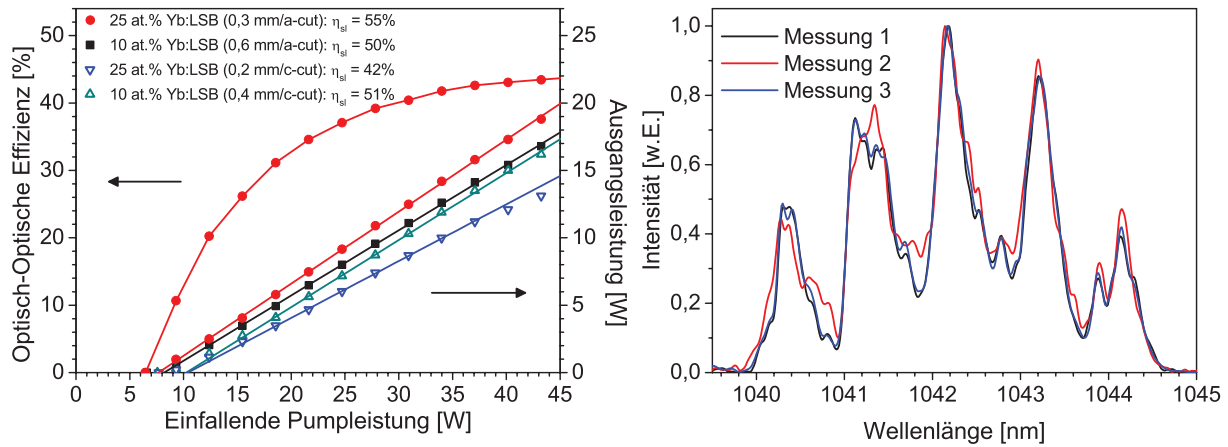 25 at.% Yb:LSB (0,3 mm/a-cut): ηsl = 55%
10 at.% Yb:LSB (0,6 mm/a-cut): ηsl = 50%
25 at.% Yb:LSB (0,2 mm/c-cut): ηsl = 42%
10 at.% Yb:LSB (0,4 mm/c-cut): ηsl = 51%
Optisch-Optische Effizienz [%]
50
40
30
20
10
0
0 5 10 15 20 25 30 35 40 45
Einfallende Pumpleistung [W]
25
20
15
10
5
0
Ausgangsleistung [W]
Messung 1
Messung 2
Messung 3
Intensität [w.E.]
1,0
0,8
0,6
0,4
0,2
0,0
1040 1041 1042 1043 1044 1045
Wellenlänge [nm]